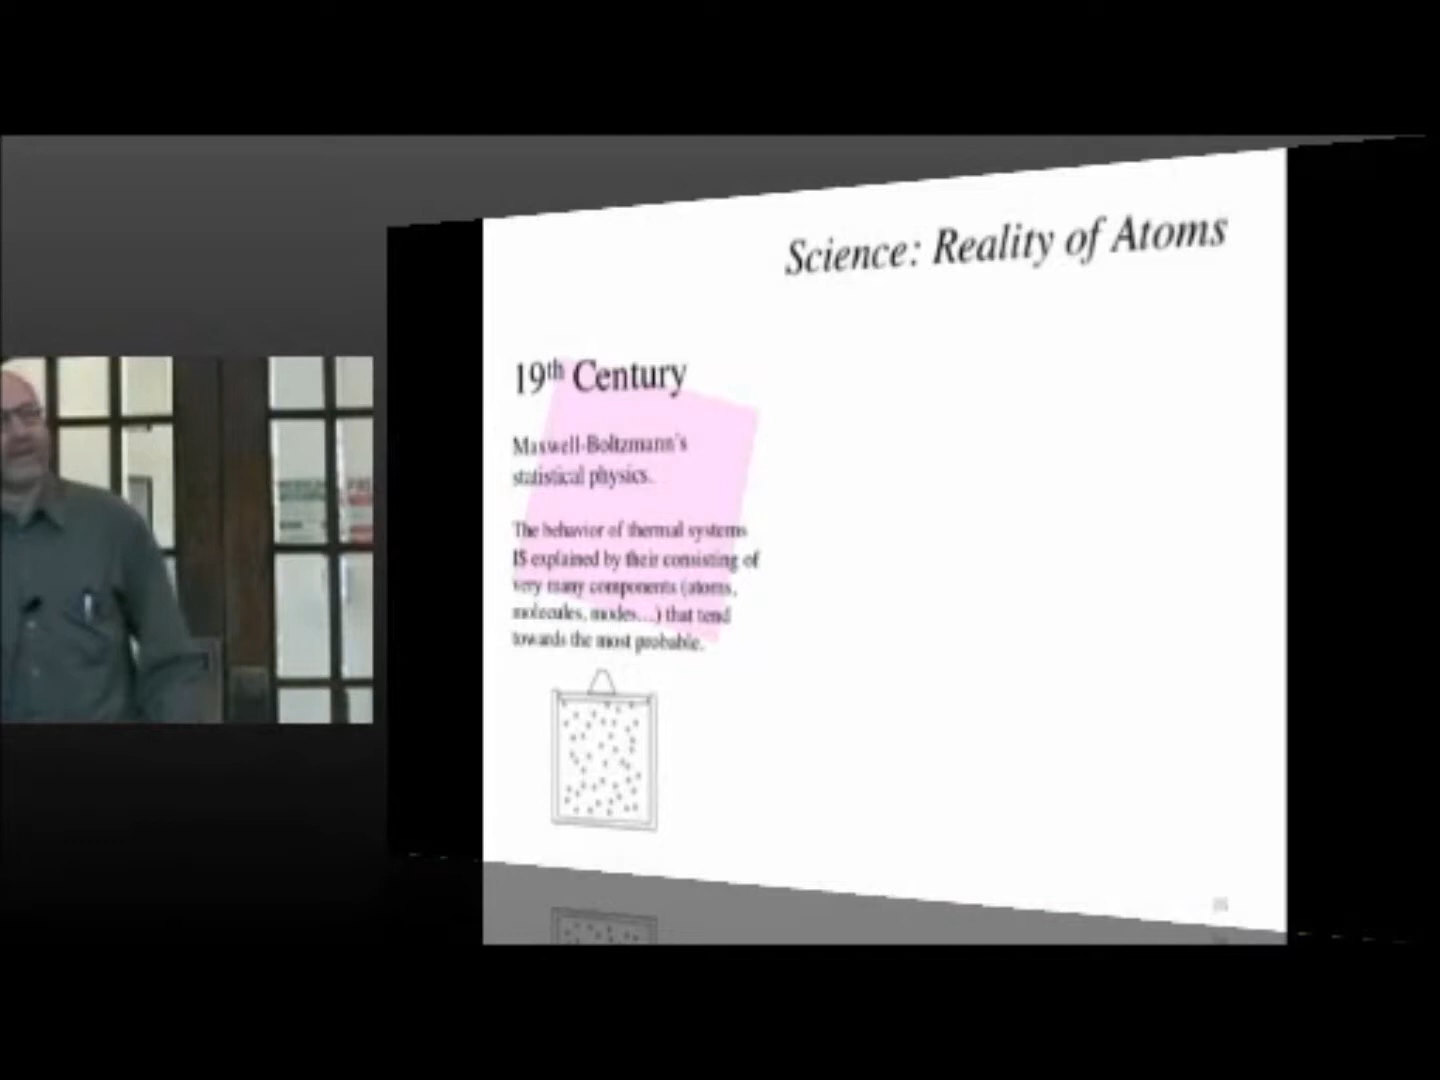 Science: Reality of Atoms
19th Century
Maxwell-Boltzmann's
statistical physics.
The behavior of thermal systems
IS explained by their consisting of
very many components (atoms,
molecules, modes…) that tend
towards the most probable.